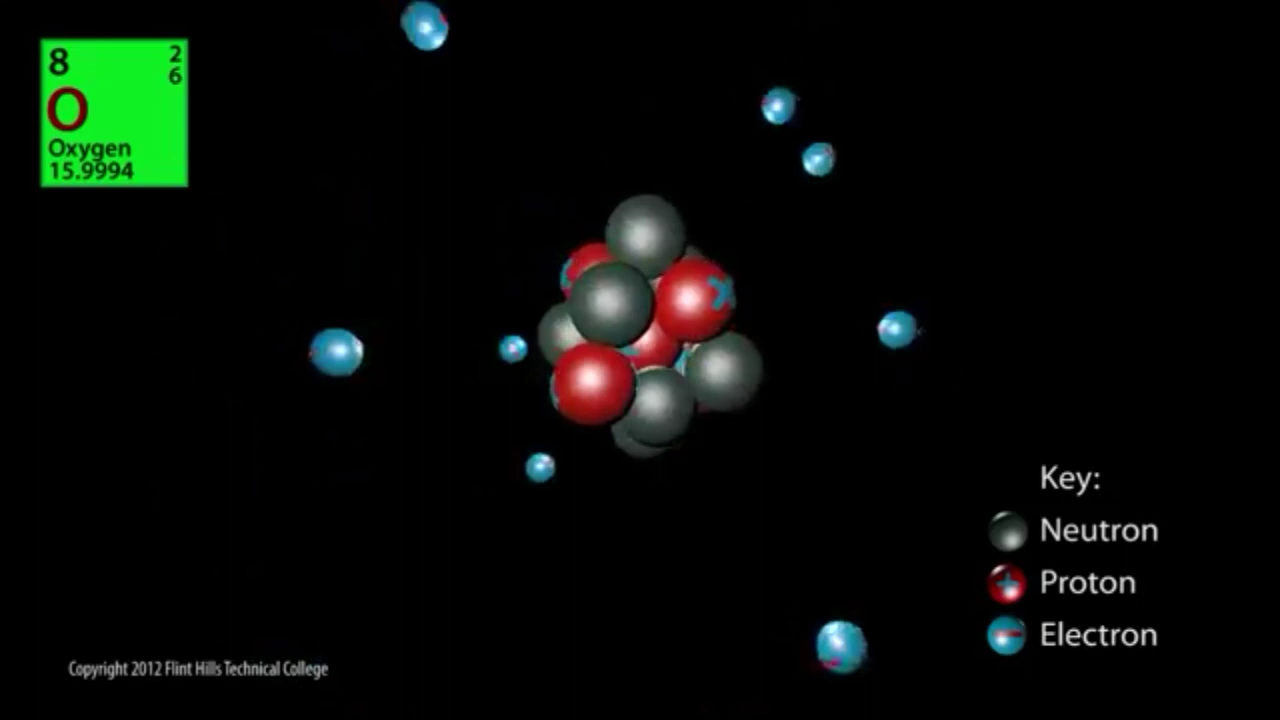 8 2
6
O
Oxygen
15.9994
Key:
Neutron
Proton
Electron
Copyright 2012 Flint Hills Technical College